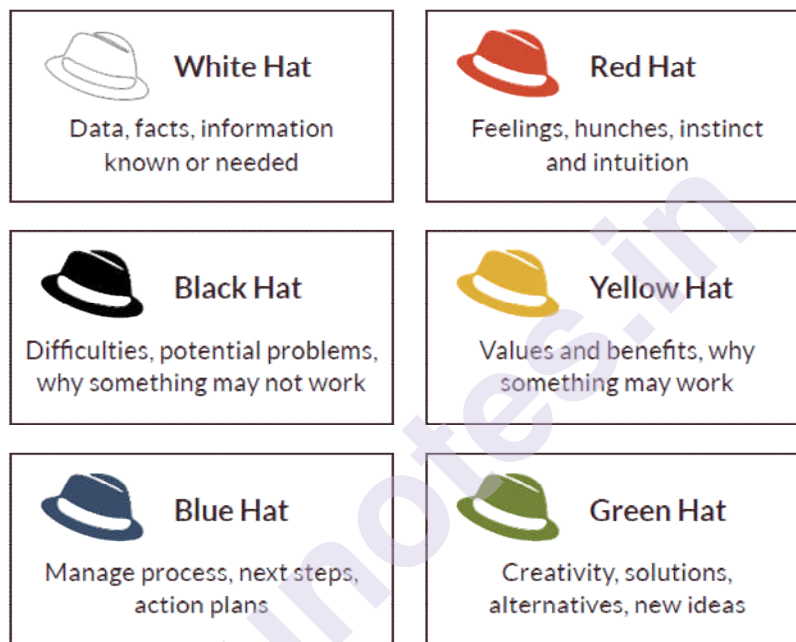 White Hat
Data, facts, information
known or needed
Red Hat
Feelings, hunches, instinct
and intuition
Black Hat
Difficulties, potential problems,
why something may not work
Yellow Hat
Values and benefits, why
something may work
Blue Hat
Manage process, next steps,
action plans
Green Hat
Creativity, solutions,
alternatives, new ideas